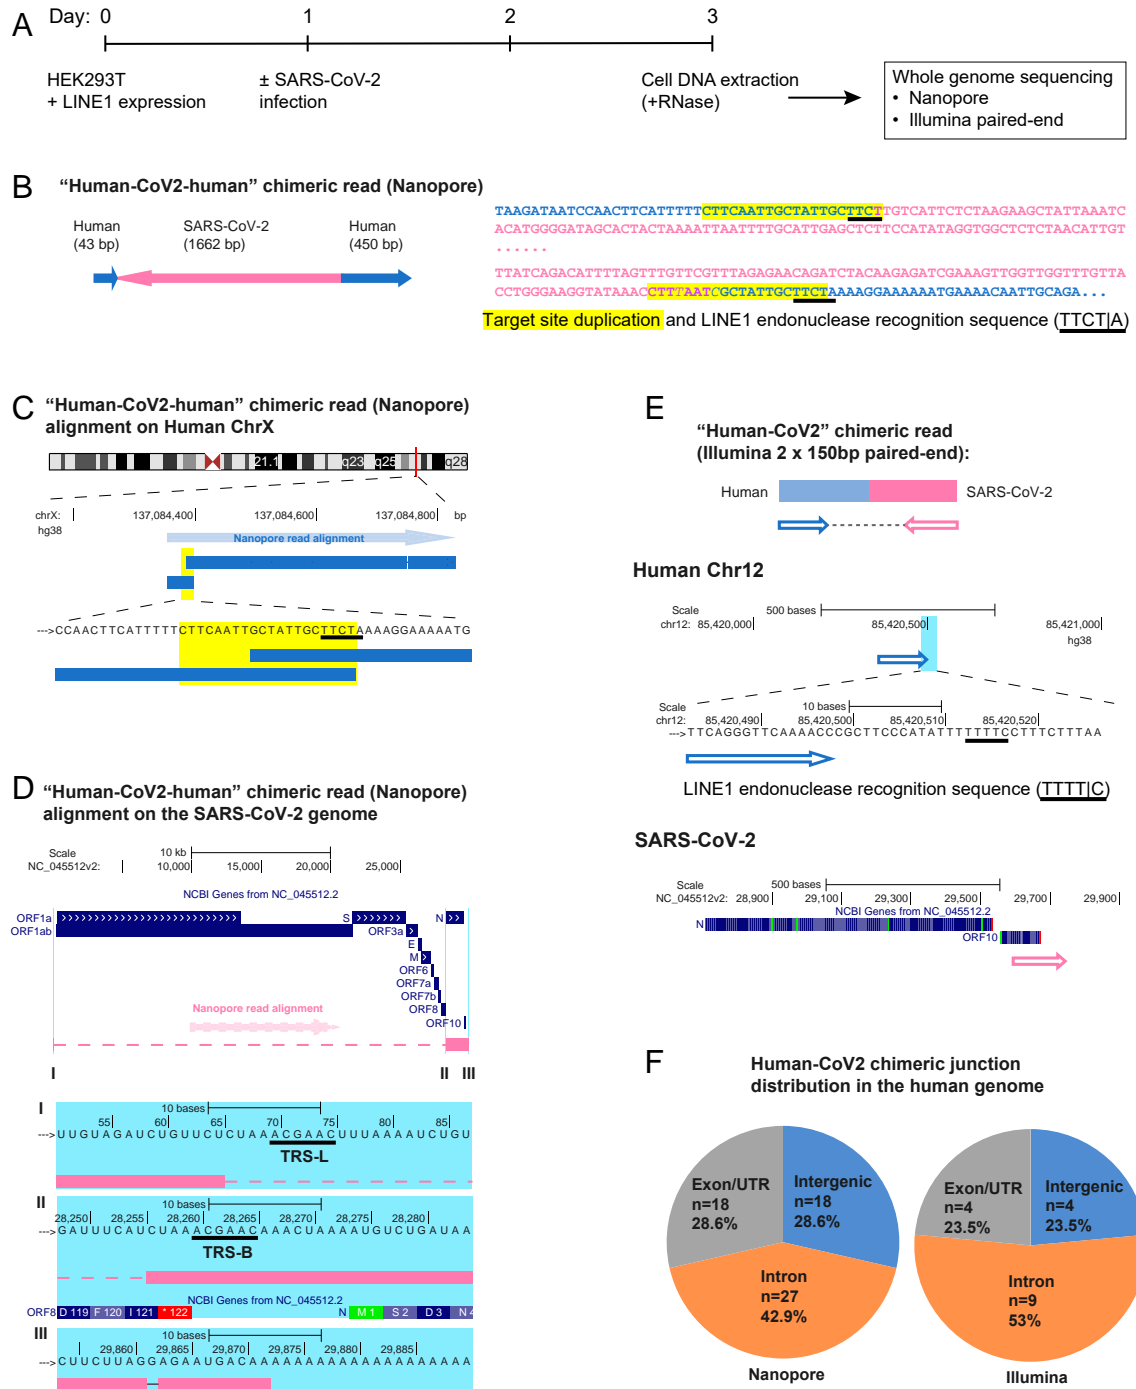 A
Day: 0 1 2 3
HEK293T
+ LINE1 expression
± SARS-CoV-2
infection
Cell DNA extraction
(+RNase)
Whole genome sequencing
• Nanopore
• Illumina paired-end
B
“Human-CoV2-human” chimeric read (Nanopore)
Human
(43 bp)
SARS-CoV-2
(1662 bp)
Human
(450 bp)
TAAGATAATCCAACTTCATTTTTCTTCAATTGCTATTGCTTCTTGTCATTCTCTAAGAAGCTATTAAATC
ACATGGGGATAGCACTACTAAAATTAATTTTGCATTGAGCTCTTCCATATAGGTGGCTCTCTAACATTGT
......
TTATCAGACATTTTAGTTTGTTCGTTTAGAGAACAGATCTACAAGAGATCGAAAGTTGGTTGGTTTGTTA
CCTGGGAAGGTATAAACCTTTAATCGCTATTGCTTCTAAAAGGAAAAAATGAAAACAATTGCAGA...
Target site duplication and LINE1 endonuclease recognition sequence (TTCT|A)
C
“Human-CoV2-human” chimeric read (Nanopore)
alignment on Human ChrX
21.1 q23 q25 q28
chrX: 137,084,400 137,084,600 137,084,800 bp
hg38
Nanopore read alignment
--->CCAACTTCATTTTTCTTCAATTGCTATTGCTTCTAAAAGGAAAAATG
D
“Human-CoV2-human” chimeric read (Nanopore)
alignment on the SARS-CoV-2 genome
Scale 10 kb
NC_045512v2: 10,000 15,000 20,000 25,000
NCBI Genes from NC_045512.2
ORF1a S N
ORF1ab ORF3a
E
M
ORF6
ORF7a
ORF7b
ORF8
ORF10
Nanopore read alignment
I II III
I
10 bases
55 60 65 70 75 80 85
--->UUGUAGAUCUGUUCUCUAAACGAACUUUAAAAUCUGU
TRS-L
II
10 bases
28,250 28,255 28,260 28,265 28,270 28,275 28,280
--->GAUUUCAUCUAAACGAACAAACUAAAAUGUCUGAUAA
TRS-B
NCBI Genes from NC_045512.2
ORF8 D 119 F 120 I 121 * 122 N M 1 S 2 D 3 N 4
III
10 bases
29,860 29,865 29,870 29,875 29,880 29,885
--->CUUCUUAGGAGAAUGACAAAAAAAAAAAAAAAAAAAA
E
“Human-CoV2” chimeric read
(Illumina 2 x 150bp paired-end):
Human SARS-CoV-2
Human Chr12
Scale 500 bases
chr12: 85,420,000 85,420,500 85,421,000
hg38
Scale 10 bases
chr12: 85,420,490 85,420,500 85,420,510 85,420,520
--->TTCAGGGTTCAAAACCCGCTTCCCATATTTTTTTCCTTTCTTTAA
LINE1 endonuclease recognition sequence (TTTT|C)
SARS-CoV-2
Scale 500 bases
NC_045512v2: 28,900 29,100 29,300 29,500 29,700 29,900
NCBI Genes from NC_045512.2
N
ORF10
F
Human-CoV2 chimeric junction
distribution in the human genome
Exon/UTR
n=18
28.6%
Intergenic
n=18
28.6%
Intron
n=27
42.9%
Nanopore
Exon/UTR
n=4
23.5%
Intergenic
n=4
23.5%
Intron
n=9
53%
Illumina